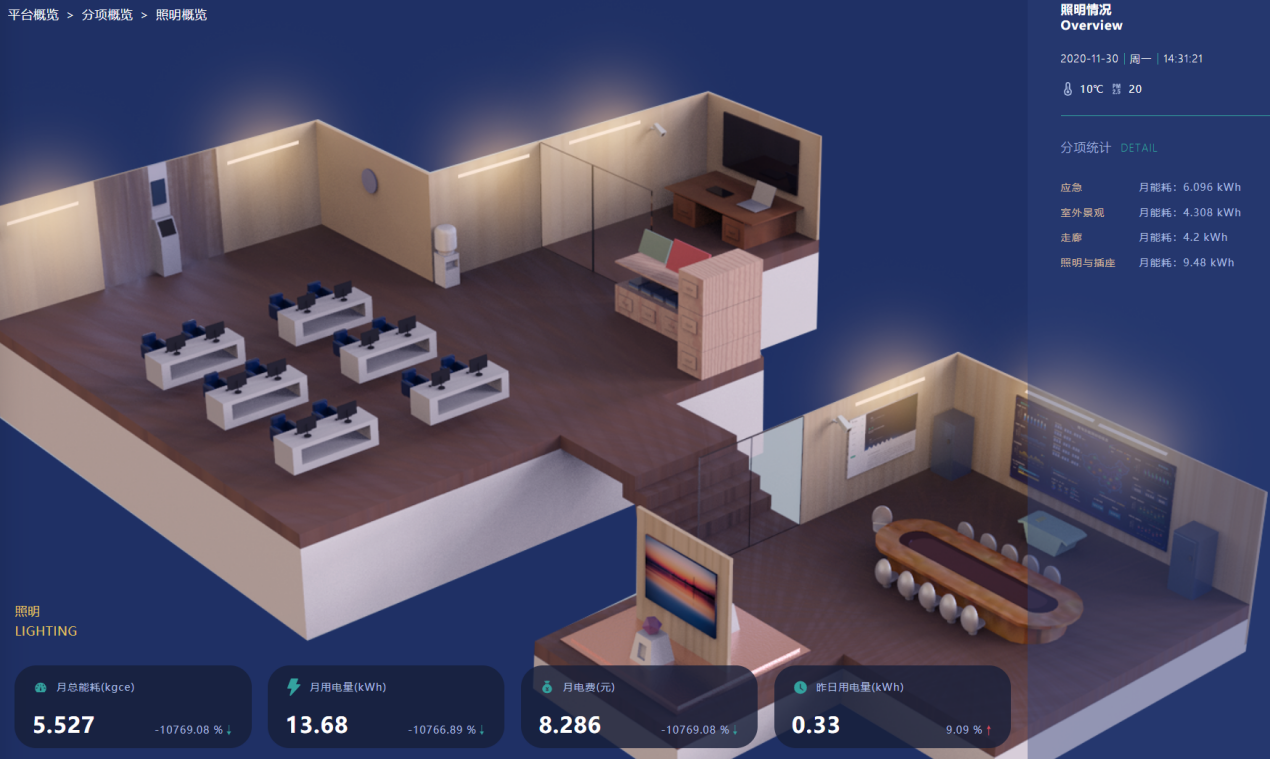 平台概览 > 分项概览 > 照明概览
照明情况
Overview
2020-11-30 | 周一 | 14:31:21
10℃ PM2.5 20
分项统计 DETAIL
应急 月能耗: 6.096 kWh
室外景观 月能耗: 4.308 kWh
走廊 月能耗: 4.2 kWh
照明与插座 月能耗: 9.48 kWh
照明
LIGHTING
月总能耗(kgce)
5.527 -10769.08 %↓
月用电量(kWh)
13.68 -10766.89 %↓
月电费(元)
8.286 -10769.08 %↓
昨日用电量(kWh)
0.33 9.09 %↑